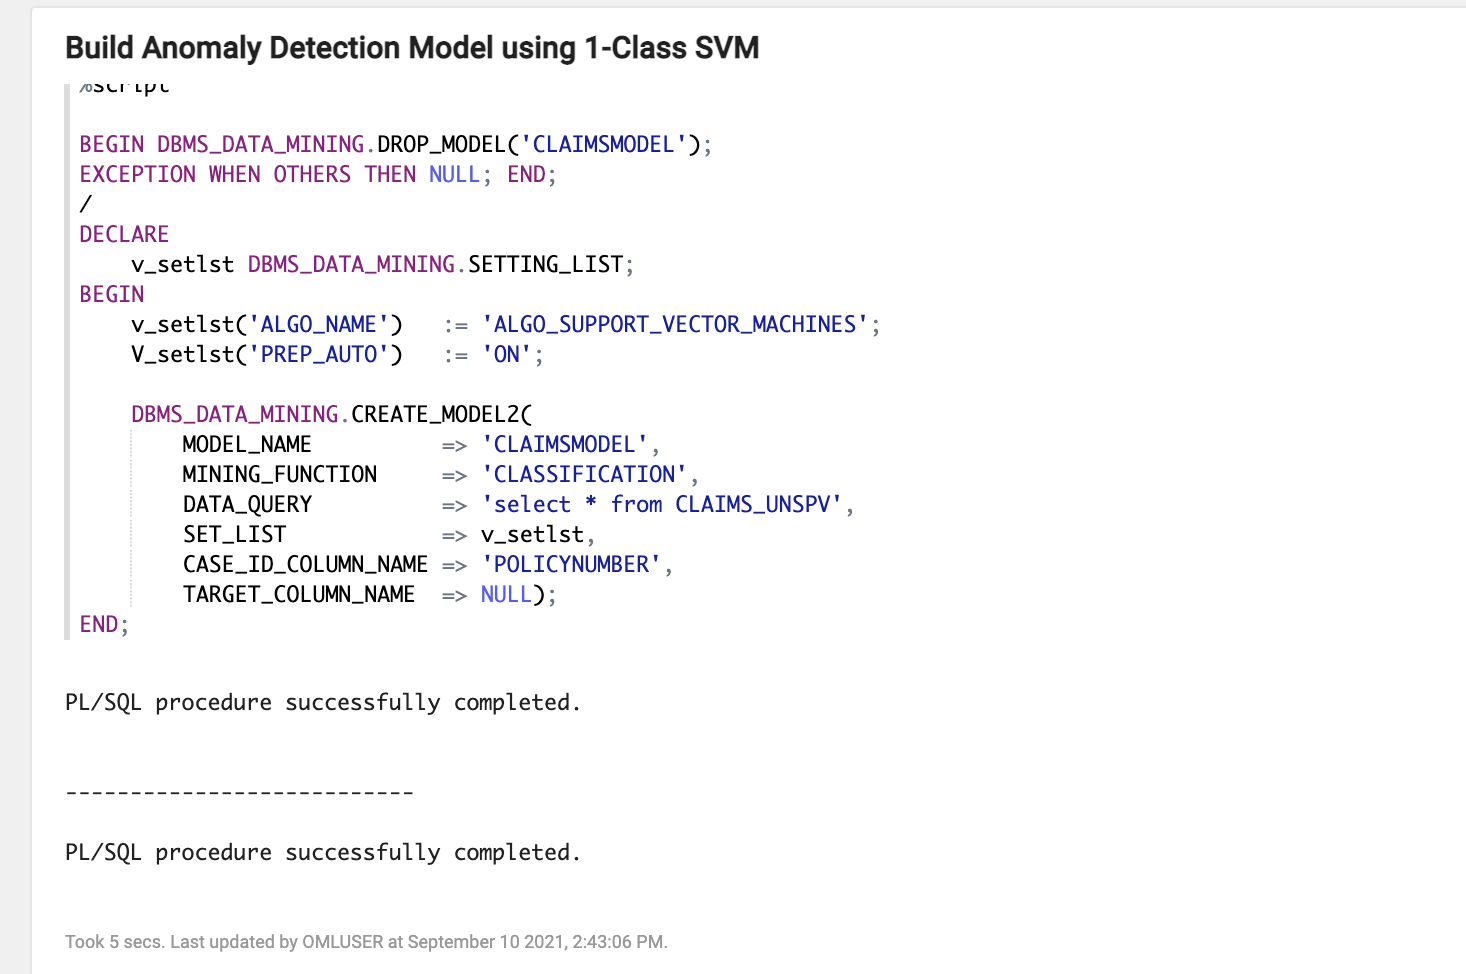 Build Anomaly Detection Model using 1-Class SVM
%script
BEGIN DBMS_DATA_MINING.DROP_MODEL('CLAIMSMODEL');
EXCEPTION WHEN OTHERS THEN NULL; END;
/
DECLARE
    v_setlst DBMS_DATA_MINING.SETTING_LIST;
BEGIN
    v_setlst('ALGO_NAME')   := 'ALGO_SUPPORT_VECTOR_MACHINES';
    V_setlst('PREP_AUTO')   := 'ON';
    DBMS_DATA_MINING.CREATE_MODEL2(
        MODEL_NAME          => 'CLAIMSMODEL',
        MINING_FUNCTION     => 'CLASSIFICATION',
        DATA_QUERY          => 'select * from CLAIMS_UNSPV',
        SET_LIST            => v_setlst,
        CASE_ID_COLUMN_NAME => 'POLICYNUMBER',
        TARGET_COLUMN_NAME  => NULL);
END;
PL/SQL procedure successfully completed.
---------------------------
PL/SQL procedure successfully completed.
Took 5 secs. Last updated by OMLUSER at September 10 2021, 2:43:06 PM.